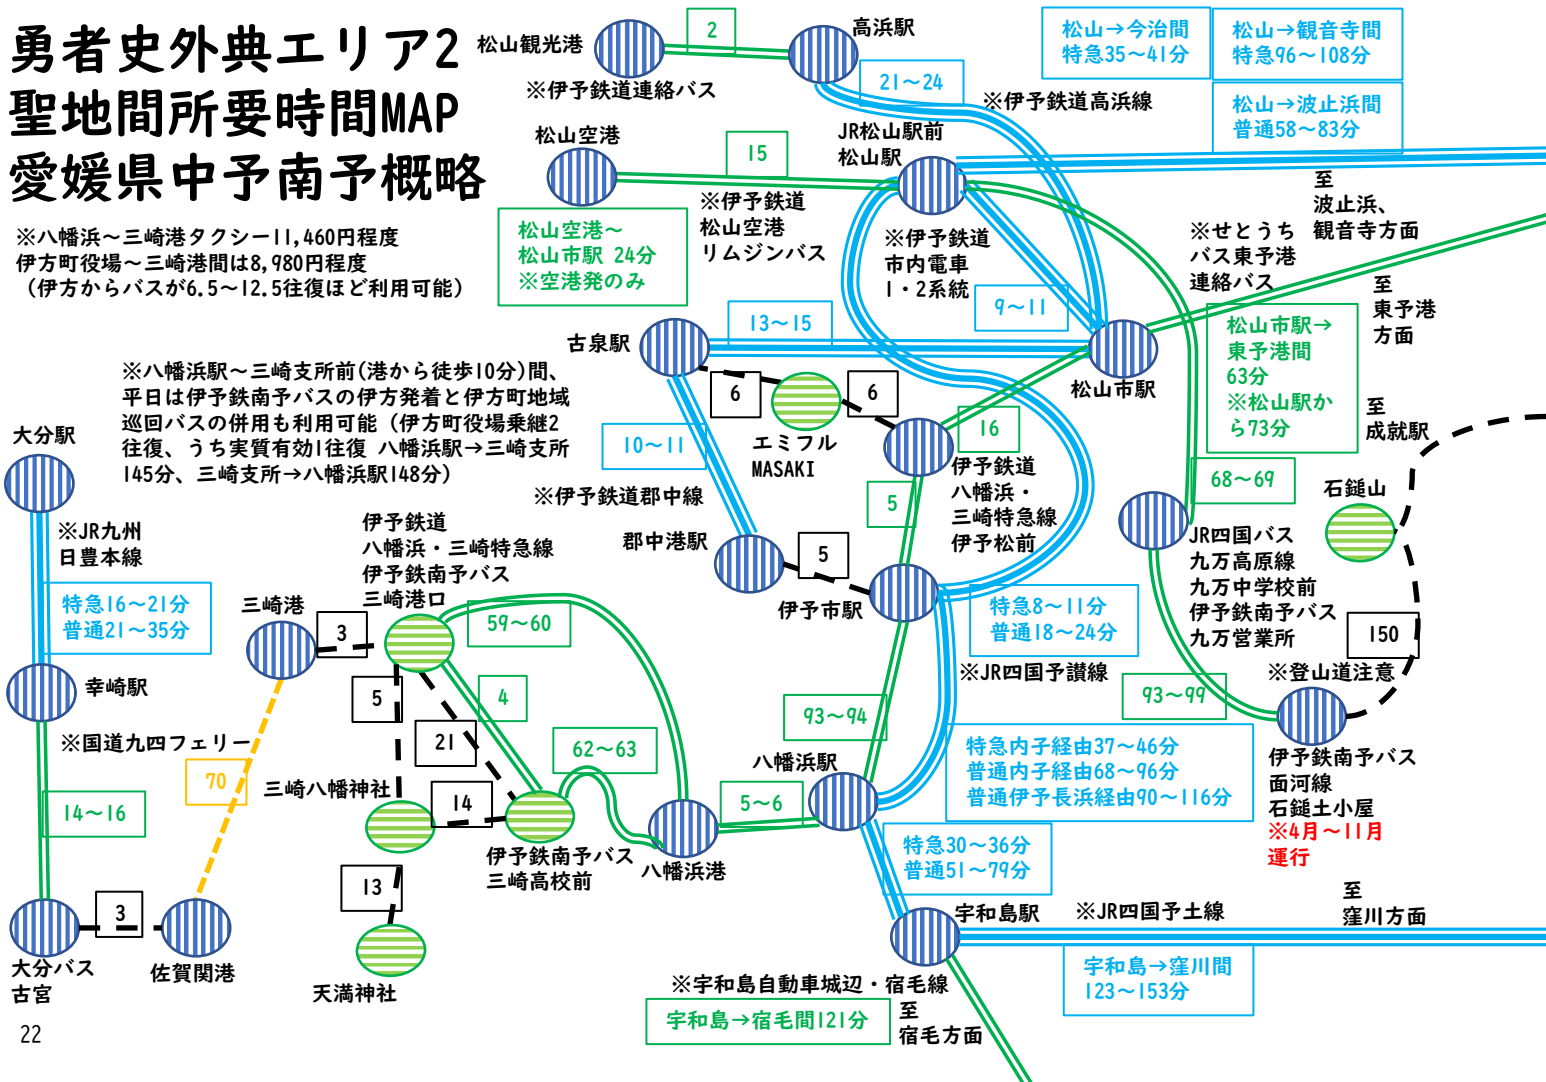 勇者史外典エリア2
聖地間所要時間MAP
愛媛県中予南予概略
※八幡浜～三崎港タクシー11,460円程度
伊方町役場～三崎港間は8,980円程度
（伊方からバスが6.5～12.5往復ほど利用可能）
松山観光港
2
高浜駅
※伊予鉄道連絡バス
21～24
※伊予鉄道高浜線
松山→今治間
特急35～41分
松山→観音寺間
特急96～108分
松山→波止浜間
普通58～83分
松山空港
15
JR松山駅前
松山駅
※伊予鉄道
松山空港
リムジンバス
松山空港～
松山市駅 24分
※空港発のみ
※伊予鉄道
市内電車
1・2系統
9～11
至
波止浜、
観音寺方面
※せとうち
バス東予港
連絡バス
至
東予港
方面
松山市駅→
東予港間
63分
※松山駅か
ら73分
古泉駅
13～15
松山市駅
※八幡浜駅～三崎支所前(港から徒歩10分)間、
平日は伊予鉄南予バスの伊方発着と伊方町地域
巡回バスの併用も利用可能（伊方町役場乗継2
往復、うち実質有効1往復 八幡浜駅→三崎支所
145分、三崎支所→八幡浜駅148分）
6
6
エミフル
MASAKI
16
伊予鉄道
八幡浜・
三崎特急線
伊予松前
10～11
※伊予鉄道郡中線
5
郡中港駅
5
伊予市駅
至
成就駅
68～69
石鎚山
JR四国バス
九万高原線
九万中学校前
伊予鉄南予バス
九万営業所
150
※登山道注意
93～99
伊予鉄南予バス
面河線
石鎚土小屋
※4月～11月
運行
特急8～11分
普通18～24分
※JR四国予讃線
大分駅
※JR九州
日豊本線
特急16～21分
普通21～35分
幸崎駅
※国道九四フェリー
70
14～16
大分バス
古宮
3
佐賀関港
三崎港
3
伊予鉄道
八幡浜・三崎特急線
伊予鉄南予バス
三崎港口
59～60
5
4
21
三崎八幡神社
14
13
天満神社
伊予鉄南予バス
三崎高校前
62～63
八幡浜港
5～6
八幡浜駅
93～94
特急内子経由37～46分
普通内子経由68～96分
普通伊予長浜経由90～116分
特急30～36分
普通51～79分
宇和島駅
※JR四国予土線
至
窪川方面
宇和島→窪川間
123～153分
※宇和島自動車城辺・宿毛線
宇和島→宿毛間121分
至
宿毛方面
22